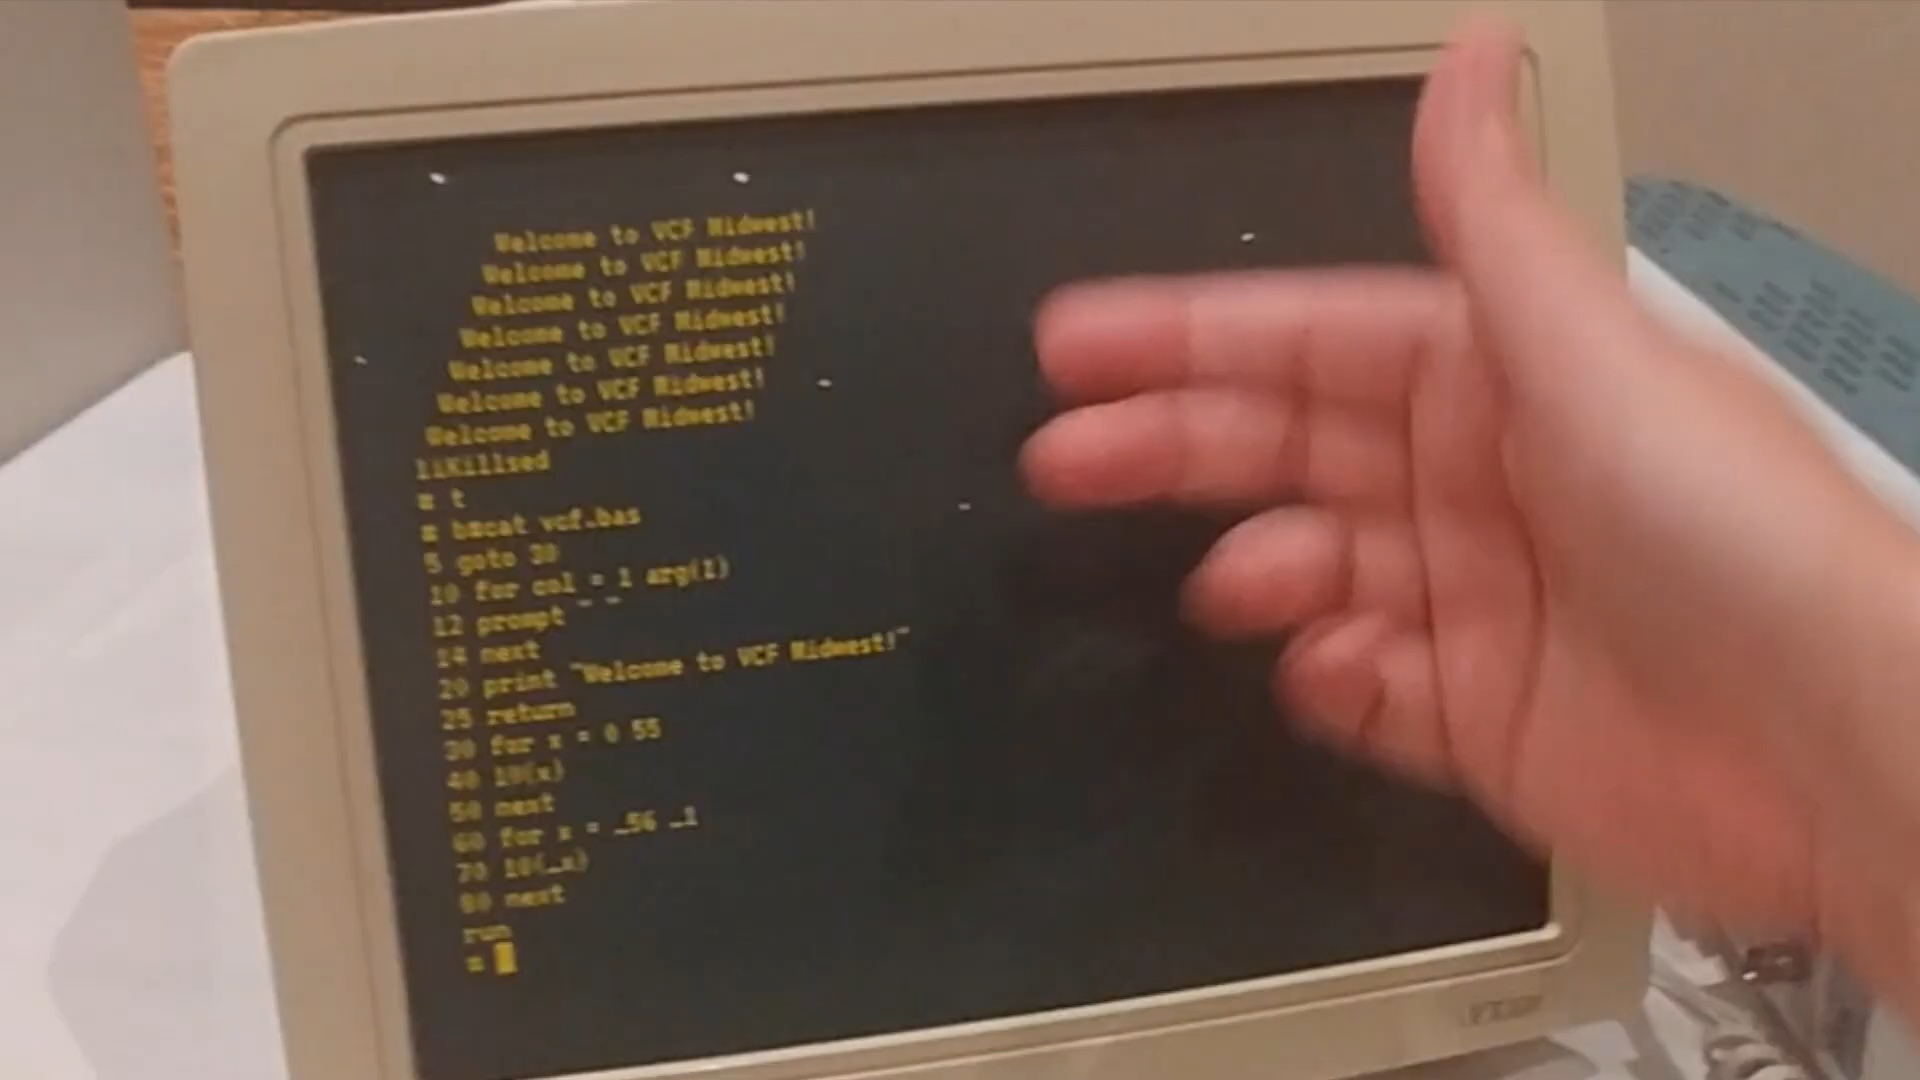 Welcome to VCF Midwest!
Welcome to VCF Midwest!
Welcome to VCF Midwest!
Welcome to VCF Midwest!
Welcome to VCF Midwest!
Welcome to VCF Midwest!
Welcome to VCF Midwest!
liKillsed
# t
# b#cat vcf.bas
5 goto 30
10 for col = 1 arg(1)
12 prompt " "
14 next
20 print "Welcome to VCF Midwest!"
25 return
30 for x = 0 55
40 10(x)
50 next
60 for x = _56 _1
70 10(_x)
80 next
run
#